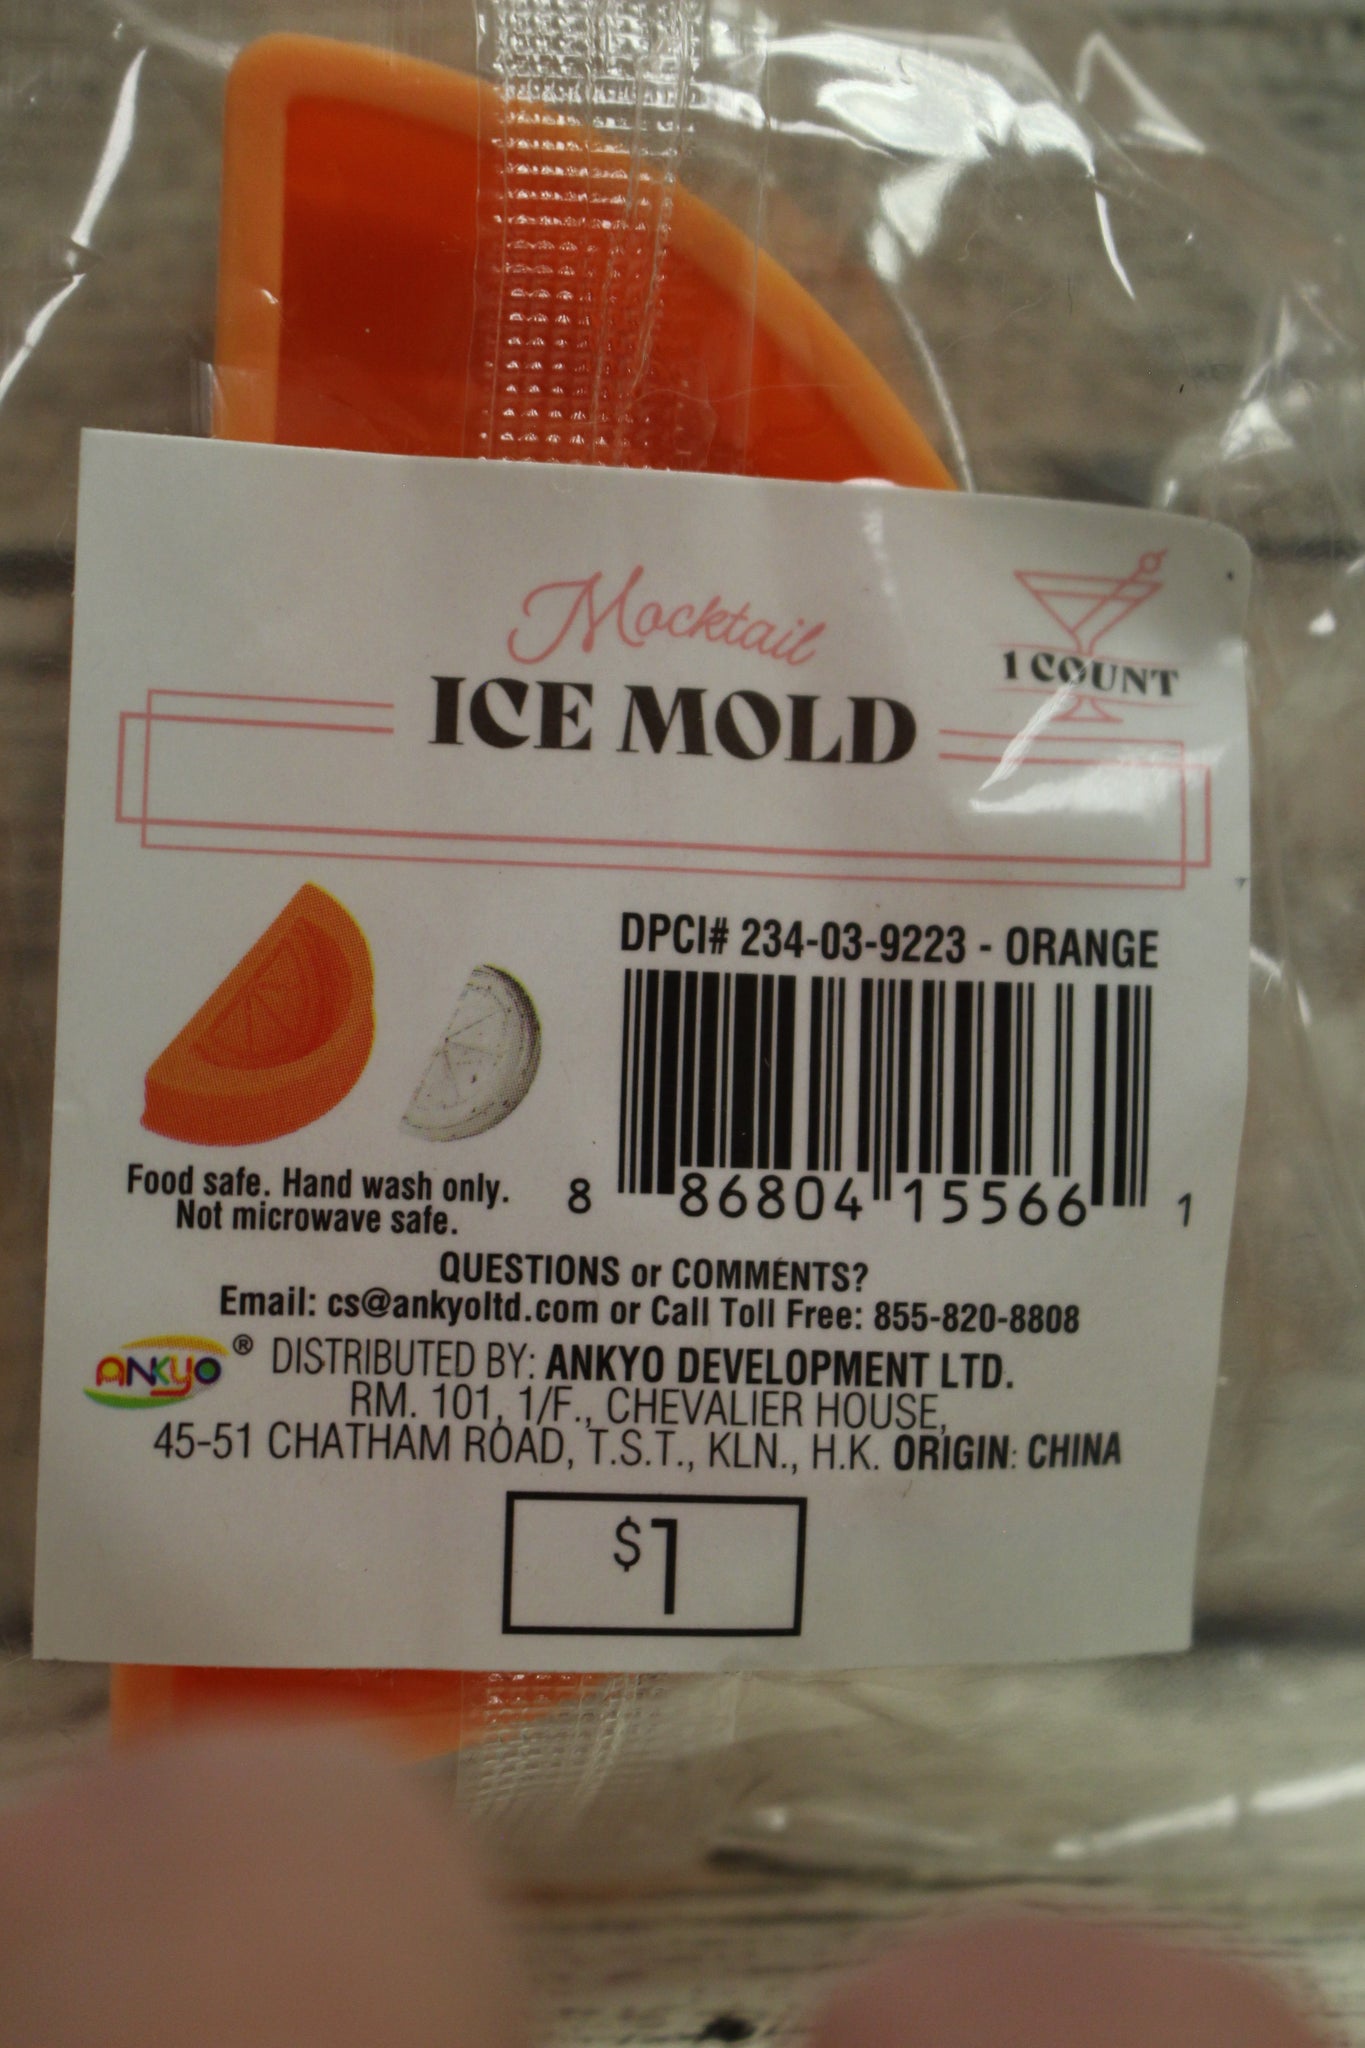 Mocktail
ICE MOLD
1 COUNT
DPCI# 234-03-9223 - ORANGE
8 86804 15566 1
Food safe. Hand wash only.
Not microwave safe.
QUESTIONS or COMMENTS?
Email: cs@ankyoltd.com or Call Toll Free: 855-820-8808
ANKYO ® DISTRIBUTED BY: ANKYO DEVELOPMENT LTD.
RM. 101, 1/F., CHEVALIER HOUSE,
45-51 CHATHAM ROAD, T.S.T., KLN., H.K. ORIGIN: CHINA
$1